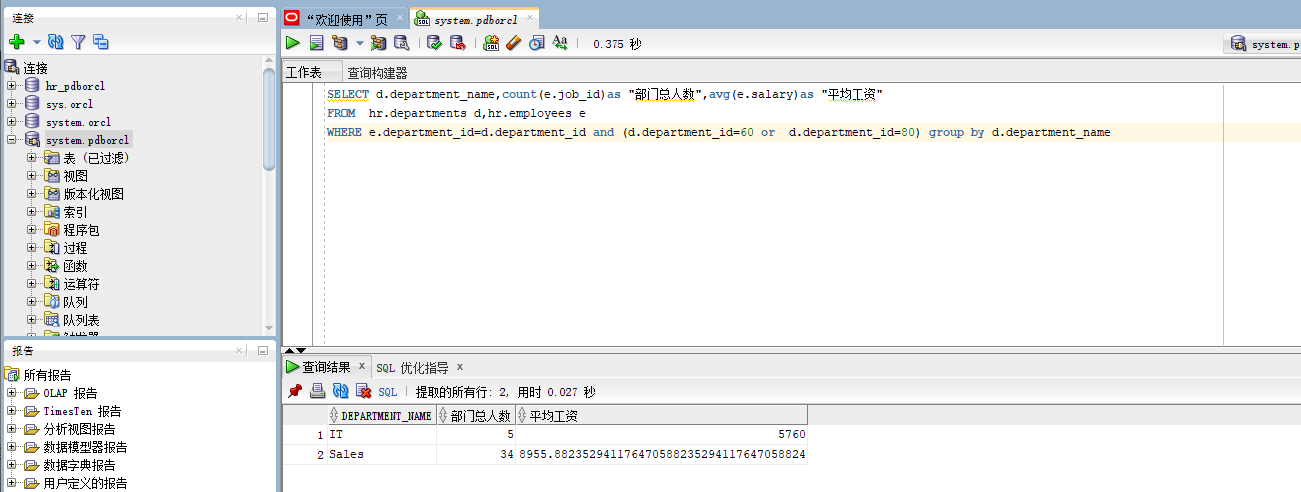 连接
连接
hr_pdborcl
sys.orcl
system.orcl
system.pdborcl
表 (已过滤)
视图
版本化视图
索引
程序包
过程
函数
运算符
队列
队列表
报告
所有报告
OLAP 报告
TimesTen 报告
分析视图报告
数据模型器报告
数据字典报告
用户定义的报告
“欢迎使用”页
system.pdborcl
0.375 秒
system.p
工作表 查询构建器
SELECT d.department_name,count(e.job_id)as "部门总人数",avg(e.salary)as "平均工资"
FROM  hr.departments d,hr.employees e
WHERE e.department_id=d.department_id and (d.department_id=60 or  d.department_id=80) group by d.department_name
查询结果 SQL 优化指导
SQL 提取的所有行: 2, 用时 0.027 秒
DEPARTMENT_NAME 部门总人数 平均工资
1 IT 5 5760
2 Sales 34 8955.88235294117647058823529411764705882​4